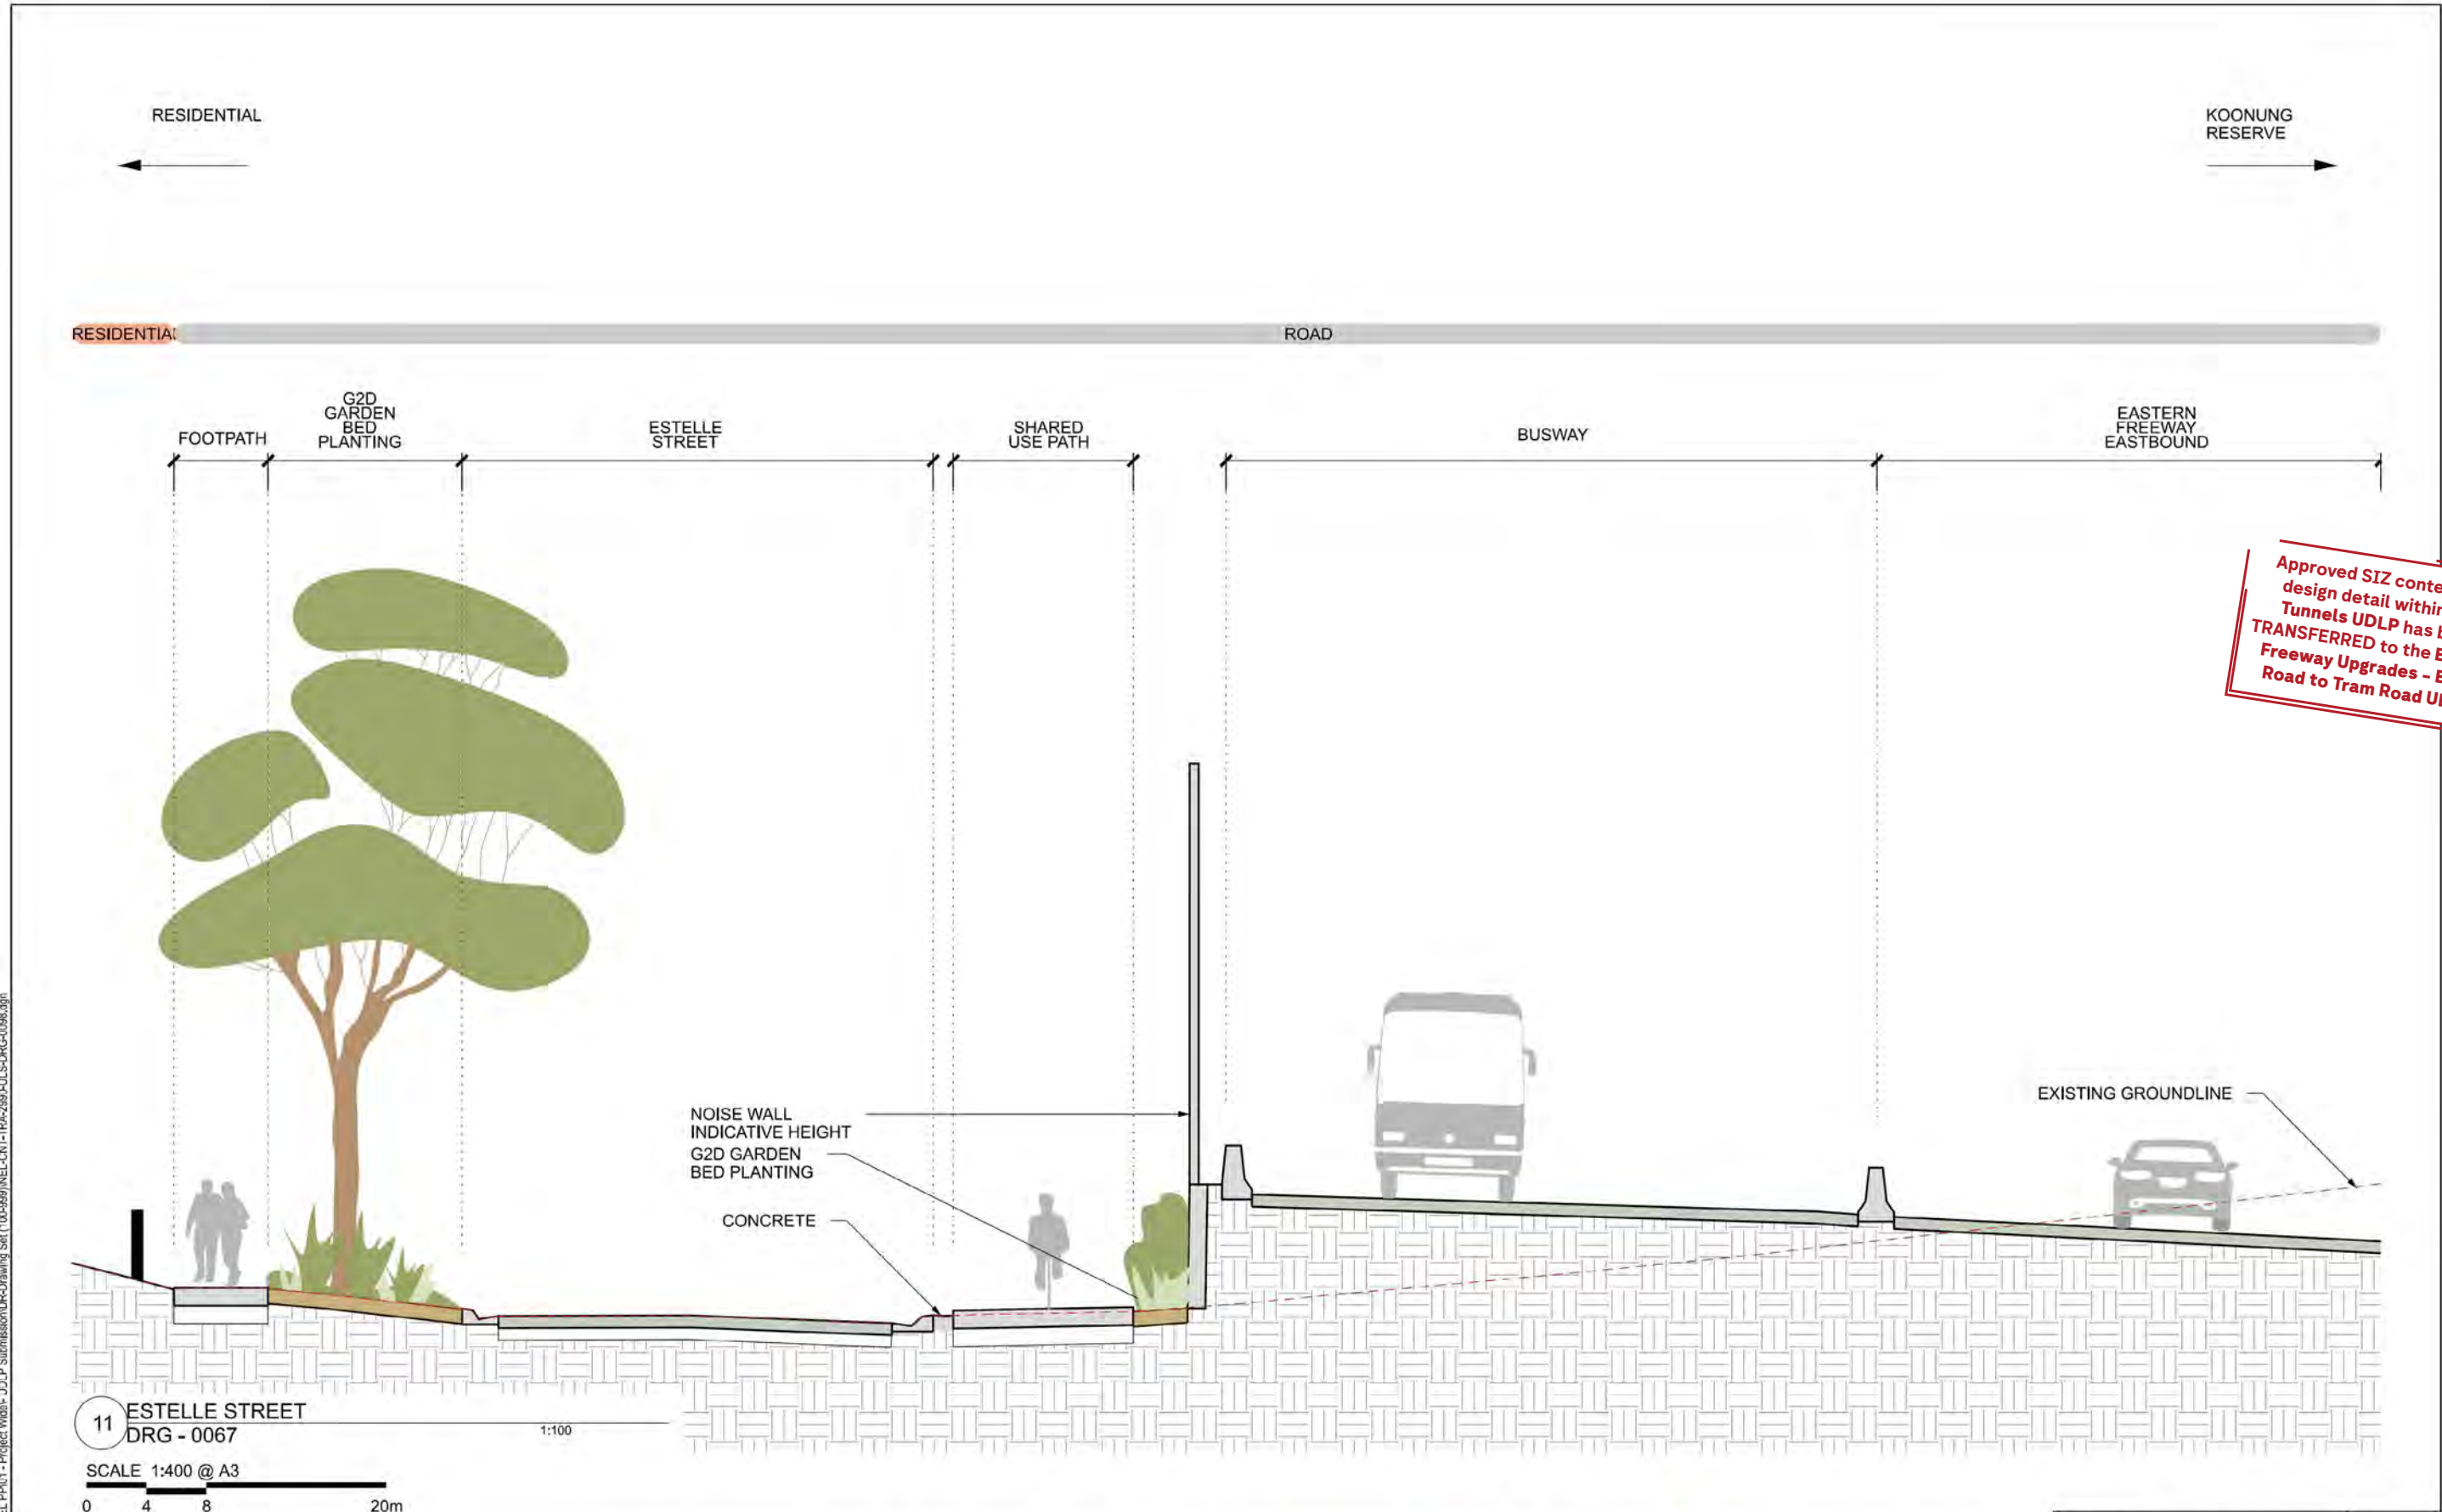 RESIDENTIAL
KOONUNG
RESERVE
RESIDENTIAL
ROAD
FOOTPATH
G2D
GARDEN
BED
PLANTING
ESTELLE
STREET
SHARED
USE PATH
BUSWAY
EASTERN
FREEWAY
EASTBOUND
Approved SIZ
design detail within
Tunnels UDLP has
TRANSFERRED to the
Freeway Upgrades –
Road to Tram Road
NOISE WALL
INDICATIVE HEIGHT
G2D GARDEN
BED PLANTING
CONCRETE
EXISTING GROUNDLINE
11
ESTELLE STREET
DRG - 0067
1:100
SCALE 1:400 @ A3
0 4 8 20m